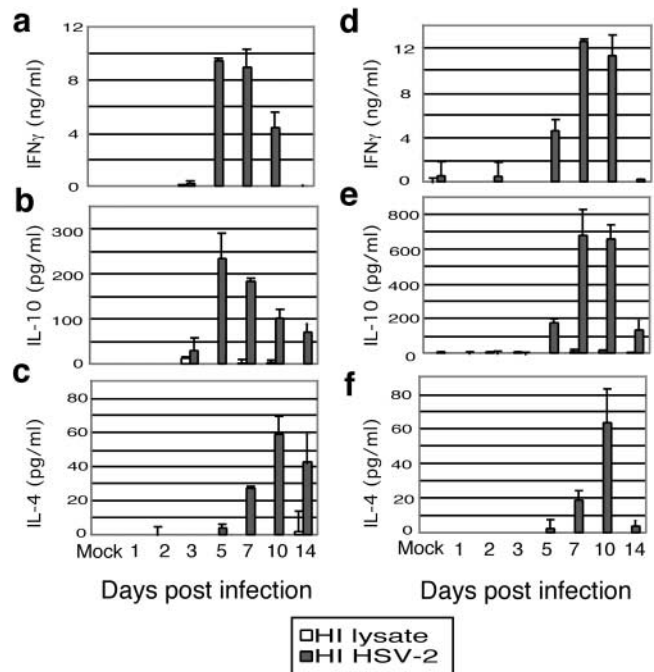 a
12
8
4
0
IFNγ (ng/ml)
b
300
200
100
0
IL-10 (pg/ml)
c
80
60
40
20
0
IL-4 (pg/ml)
Mock 1 2 3 5 7 10 14
Days post infection
d
12
8
4
0
IFNγ (ng/ml)
e
800
600
400
200
0
IL-10 (pg/ml)
f
80
60
40
20
0
IL-4 (pg/ml)
Mock 1 2 3 5 7 10 14
Days post infection
HI lysate
HI HSV-2